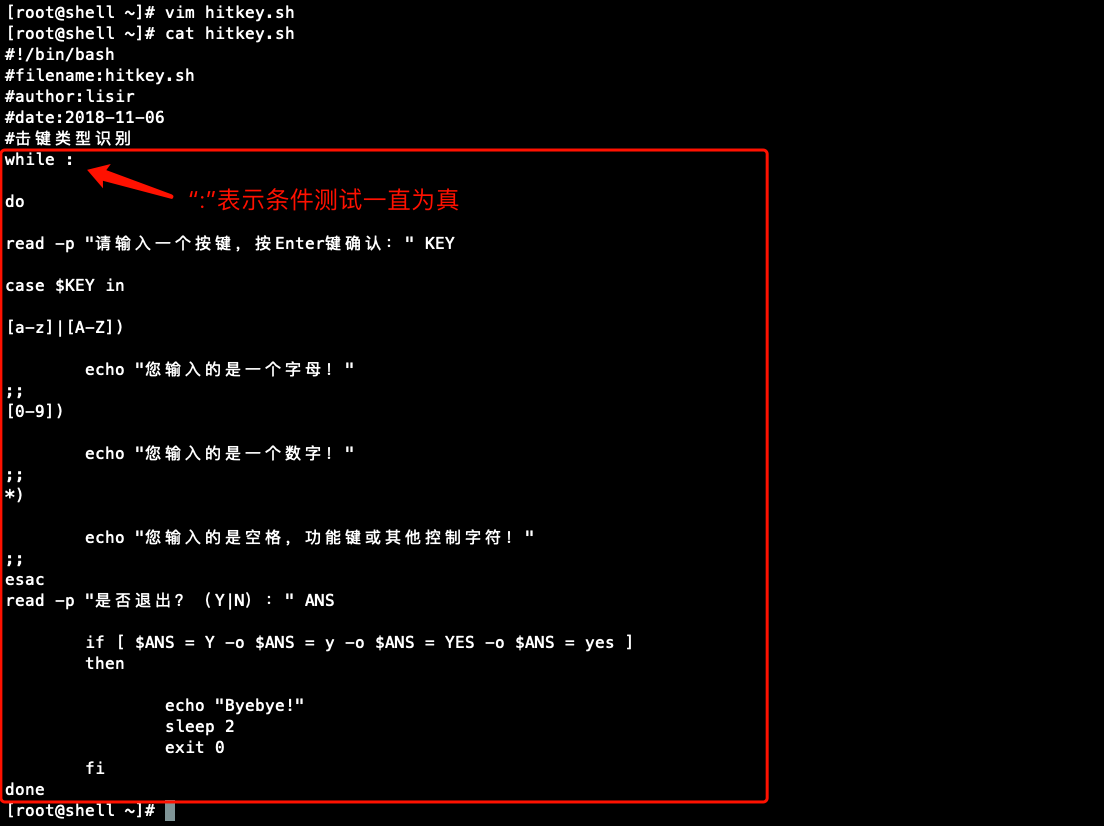 [root@shell ~]# vim hitkey.sh
[root@shell ~]# cat hitkey.sh
#!/bin/bash
#filename:hitkey.sh
#author:lisir
#date:2018-11-06
#击键类型识别
while :
“:”表示条件测试一直为真
do
read -p "请输入一个按键，按Enter键确认：" KEY
case $KEY in
[a-z]|[A-Z])
echo "您输入的是一个字母！"
;;
[0-9])
echo "您输入的是一个数字！"
;;
*)
echo "您输入的是空格，功能键或其他控制字符！"
;;
esac
read -p "是否退出？（Y|N）：" ANS
if [ $ANS = Y -o $ANS = y -o $ANS = YES -o $ANS = yes ]
then
echo "Byebye!"
sleep 2
exit 0
fi
done
[root@shell ~]#